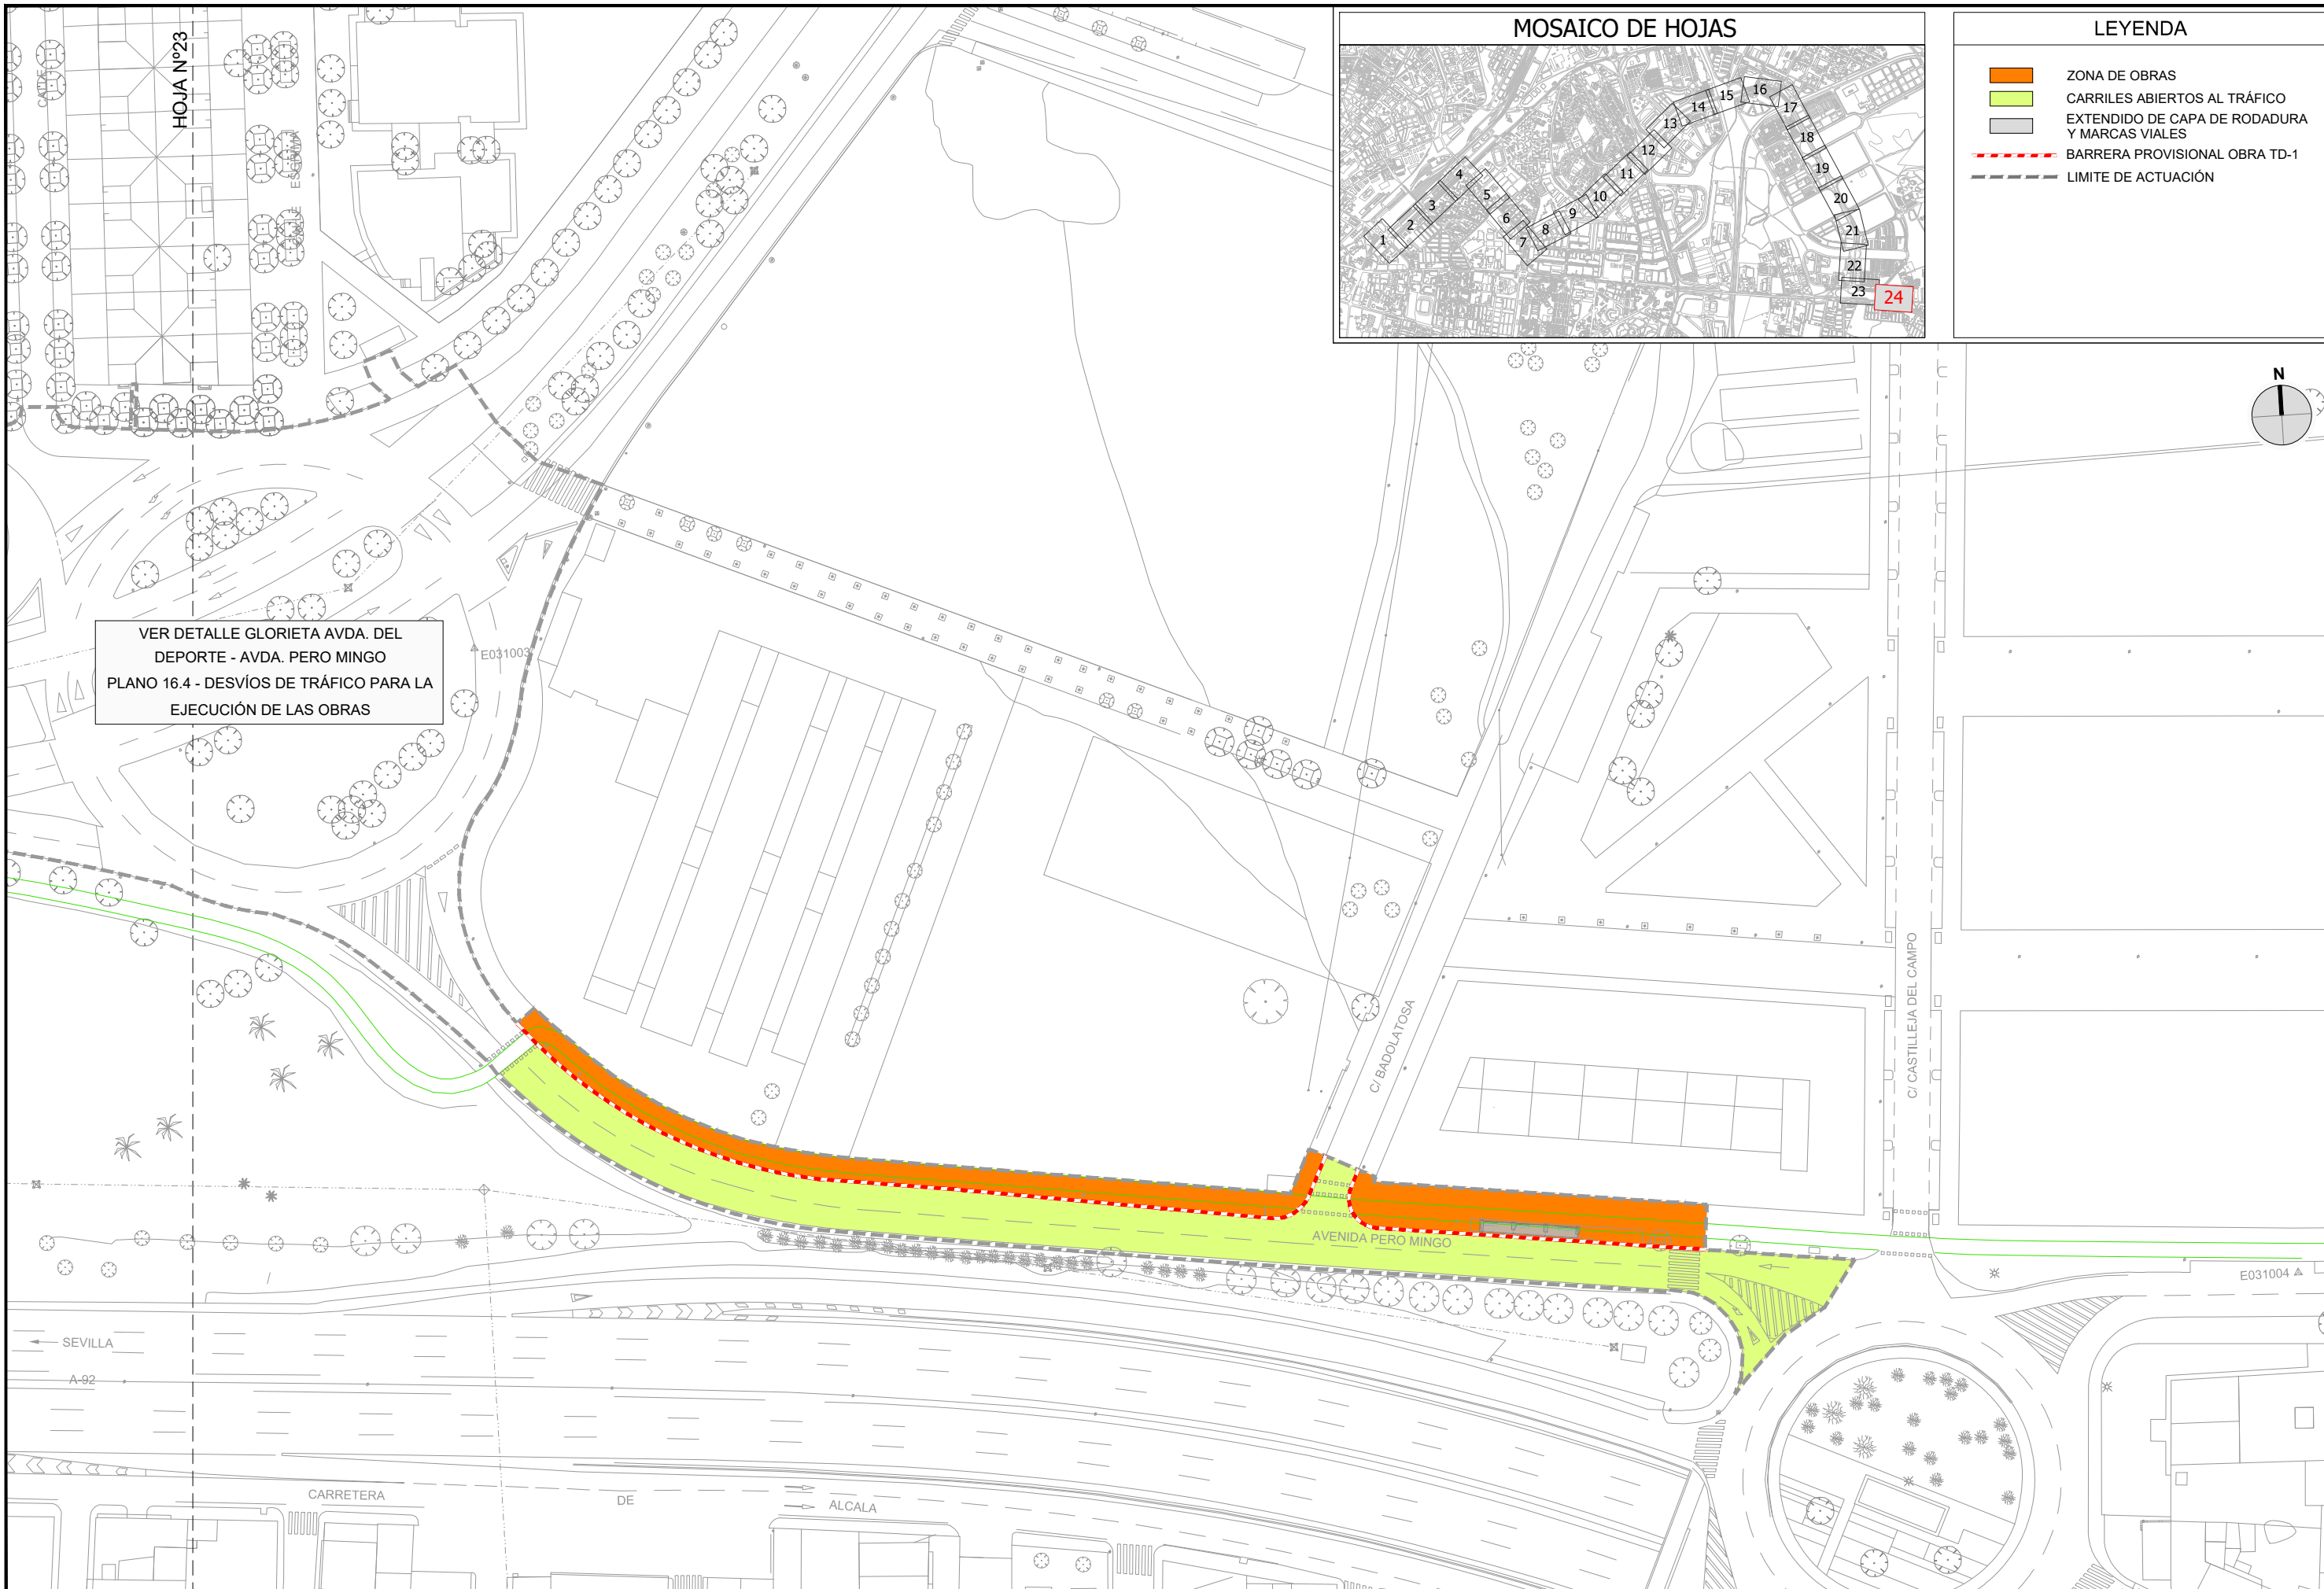 MOSAICO DE HOJAS
1
2
3
4
5
6
7
8
9
10
11
12
13
14
15
16
17
18
19
20
21
22
23
24
LEYENDA
ZONA DE OBRAS
CARRILES ABIERTOS AL TRÁFICO
EXTENDIDO DE CAPA DE RODADURA
Y MARCAS VIALES
BARRERA PROVISIONAL OBRA TD-1
LIMITE DE ACTUACIÓN
N
HOJA Nº23
CALLE
CALLE ESGRIMA
VER DETALLE GLORIETA AVDA. DEL
DEPORTE - AVDA. PERO MINGO
PLANO 16.4 - DESVÍOS DE TRÁFICO PARA LA
EJECUCIÓN DE LAS OBRAS
E031003
C/ BADOLATOSA
C/ CASTILLEJA DEL CAMPO
AVENIDA PERO MINGO
E031004
SEVILLA
A-92
CARRETERA DE ALCALA